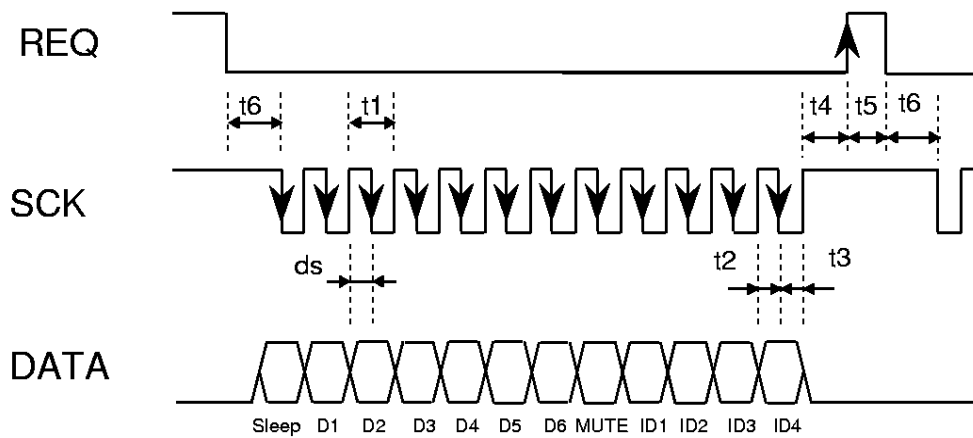 REQ
t6 t1 t4 t5 t6
SCK
ds t2 t3
DATA
Sleep D1 D2 D3 D4 D5 D6 MUTE ID1 ID2 ID3 ID4